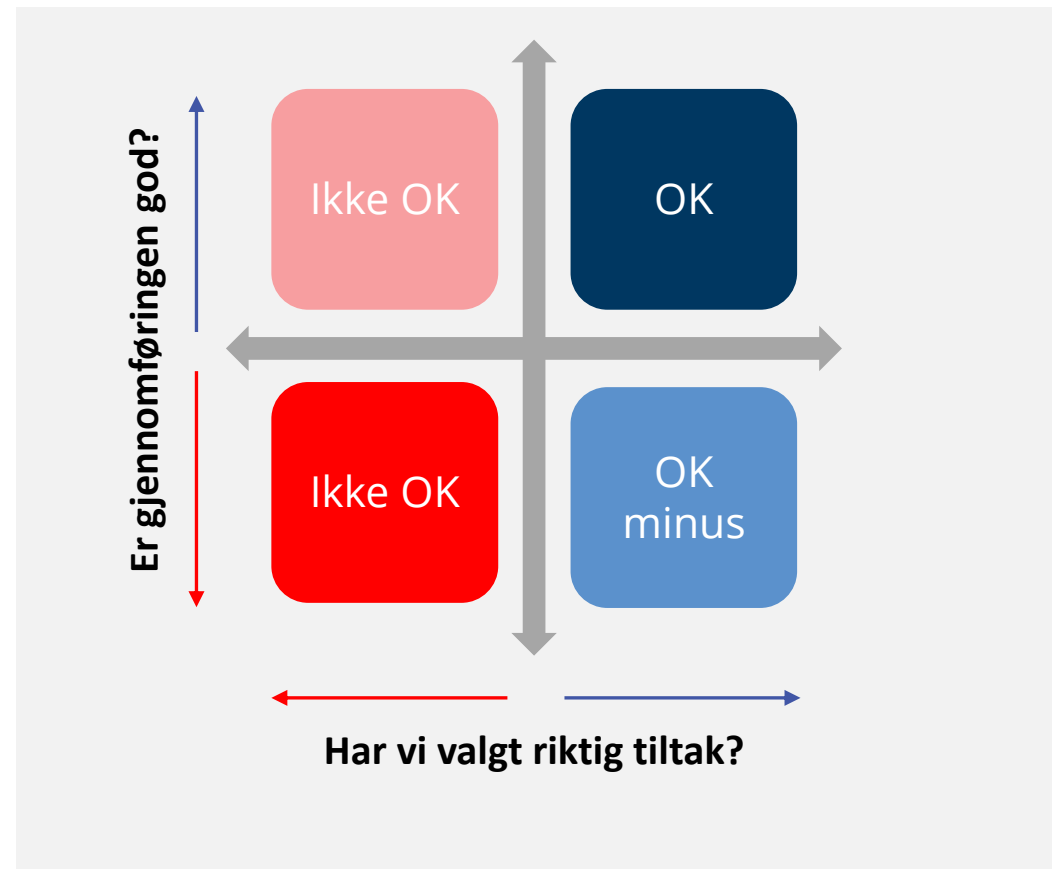 Er gjennomføringen god?
Ikke OK
OK
Ikke OK
OK
minus
Har vi valgt riktig tiltak?